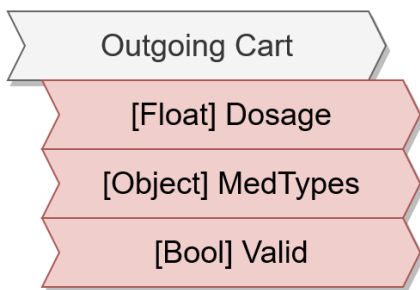 Outgoing Cart
[Float] Dosage
[Object] MedTypes
[Bool] Valid